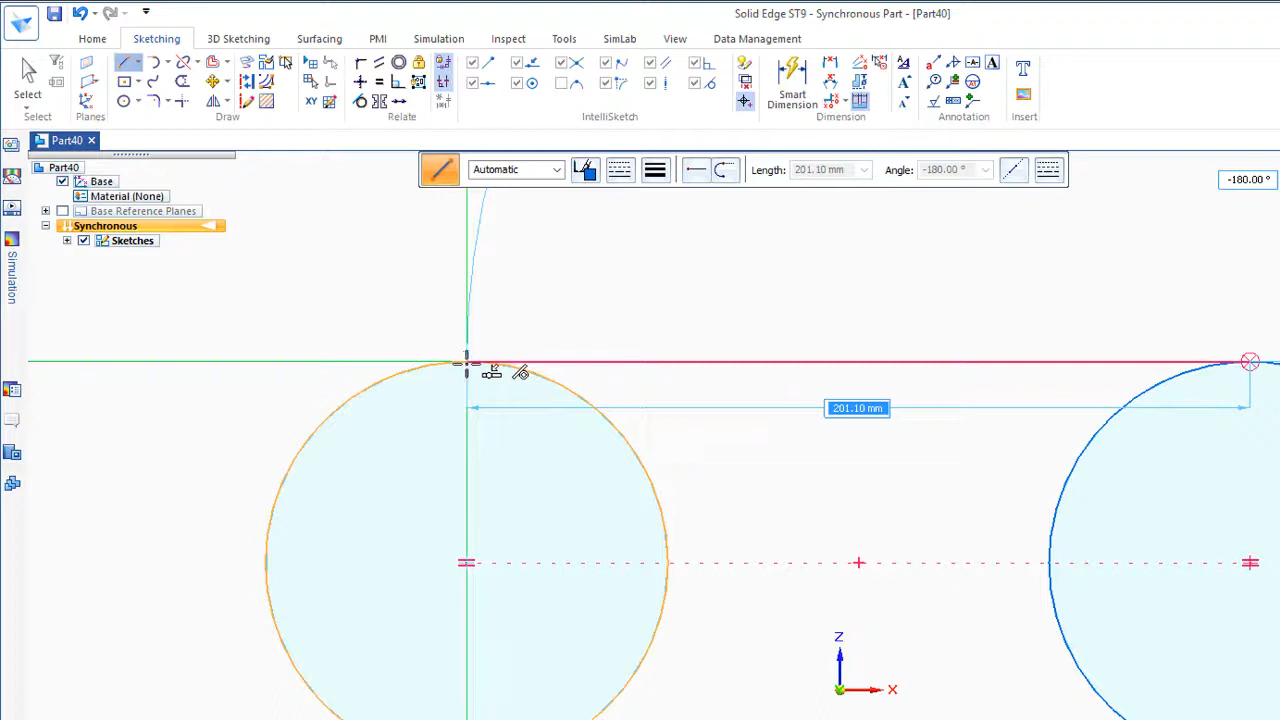 Solid Edge ST9 - Synchronous Part - [Part40]
Home Sketching 3D Sketching Surfacing PMI Simulation Inspect Tools SimLab View Data Management
Select
Smart
Dimension
Select Planes Draw Relate IntelliSketch Dimension Annotation Insert
XY
A
A
A
T
Part40
Part40
Base
Material (None)
Base Reference Planes
Synchronous
Sketches
Simulation
Automatic Length: 201.10 mm Angle: -180.00 °
-180.00 °
201.10 mm
Z
X